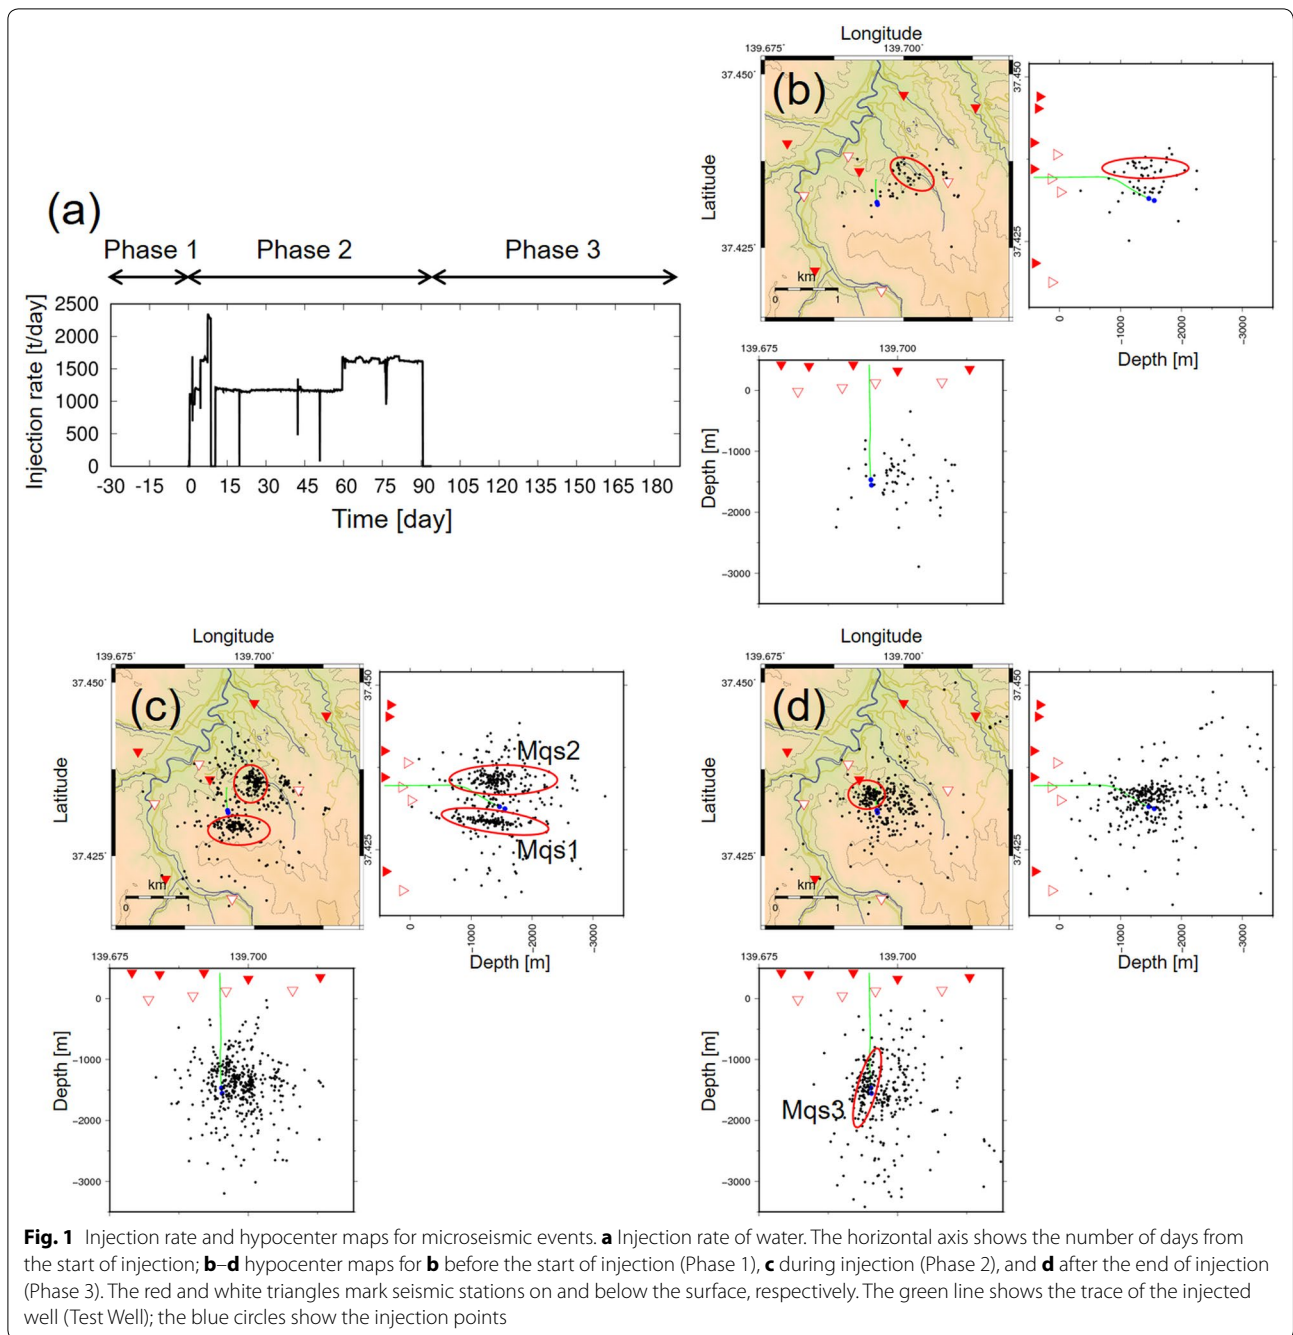 (a)
Phase 1
Phase 2
Phase 3
Injection rate [t/day]
2500
2000
1500
1000
500
0
-30 -15 0 15 30 45 60 75 90 105 120 135 145 165 180
Time [day]
Longitude
139.675° 139.700°
(b)
37.450°
Latitude
37.425°
km
0 1
37.450
37.425
0 -1000 -2000 -3000
Depth [m]
139.675 139.700
Depth [m]
0
-1000
-2000
-3000
Longitude
139.675° 139.700°
(c)
37.450°
Latitude
37.425°
km
0 1
37.450
37.425
Mqs2
Mqs1
0 -1000 -2000 -3000
Depth [m]
139.675 139.700
Depth [m]
0
-1000
-2000
-3000
Longitude
139.675° 139.700°
(d)
37.450°
Latitude
37.425°
km
0 1
37.450
37.425
0 -1000 -2000 -3000
Depth [m]
139.675 139.700
Depth [m]
0
-1000
-2000
-3000
Mqs3
Fig. 1 Injection rate and hypocenter maps for microseismic events. a Injection rate of water. The horizontal axis shows the number of days from
the start of injection; b–d hypocenter maps for b before the start of injection (Phase 1), c during injection (Phase 2), and d after the end of injection
(Phase 3). The red and white triangles mark seismic stations on and below the surface, respectively. The green line shows the trace of the injected
well (Test Well); the blue circles show the injection points